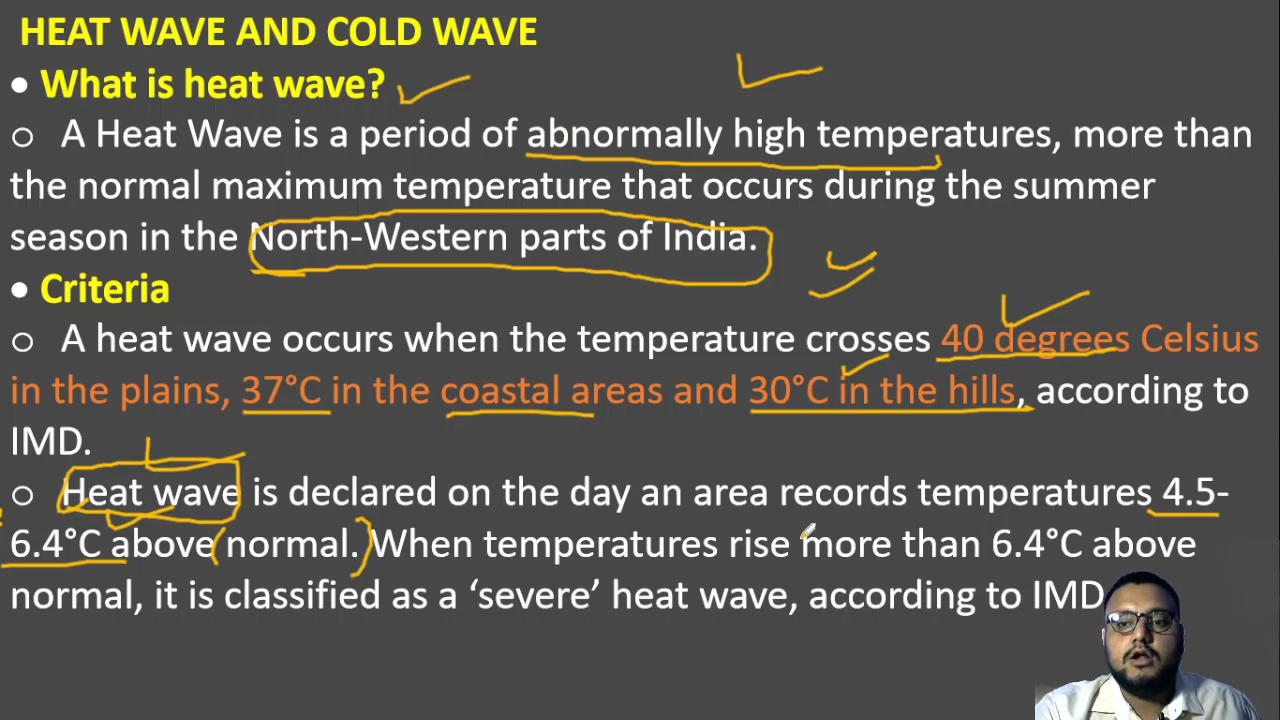 HEAT WAVE AND COLD WAVE
• What is heat wave?
o A Heat Wave is a period of abnormally high temperatures, more than
the normal maximum temperature that occurs during the summer
season in the North-Western parts of India.
• Criteria
o A heat wave occurs when the temperature crosses 40 degrees Celsius
in the plains, 37°C in the coastal areas and 30°C in the hills, according to
IMD.
o Heat wave is declared on the day an area records temperatures 4.5-
6.4°C above normal. When temperatures rise more than 6.4°C above
normal, it is classified as a ‘severe’ heat wave, according to IMD